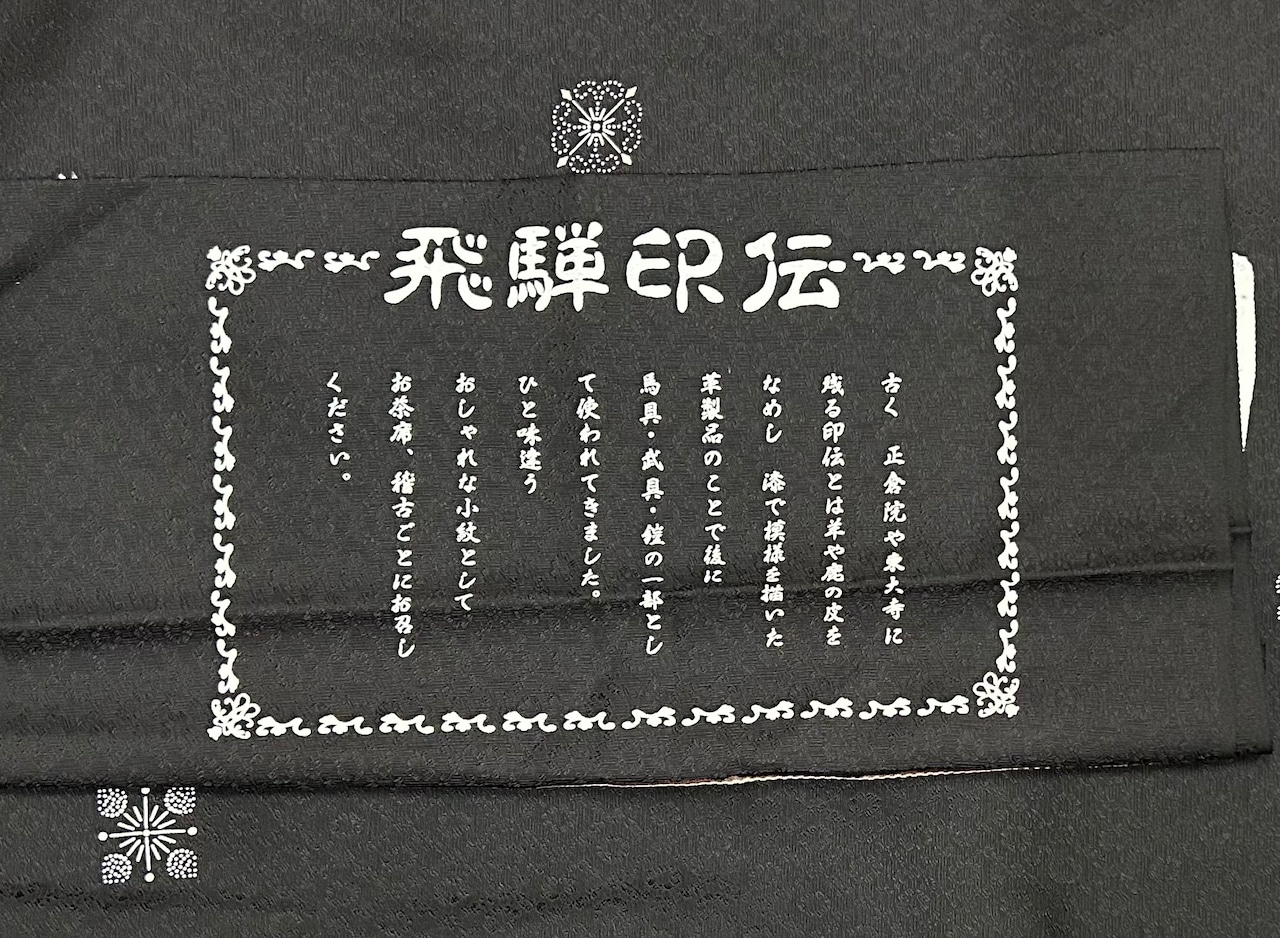 飛騨印伝
古く 正倉院や東大寺に
残る印伝とは羊や鹿の皮を
なめし 漆で模様を描いた
革製品のことで後に
馬具・武具・鎧の一部とし
て使われてきました。
ひと味違う
おしゃれな小紋として
お茶席、稽古ごとにお召し
ください。